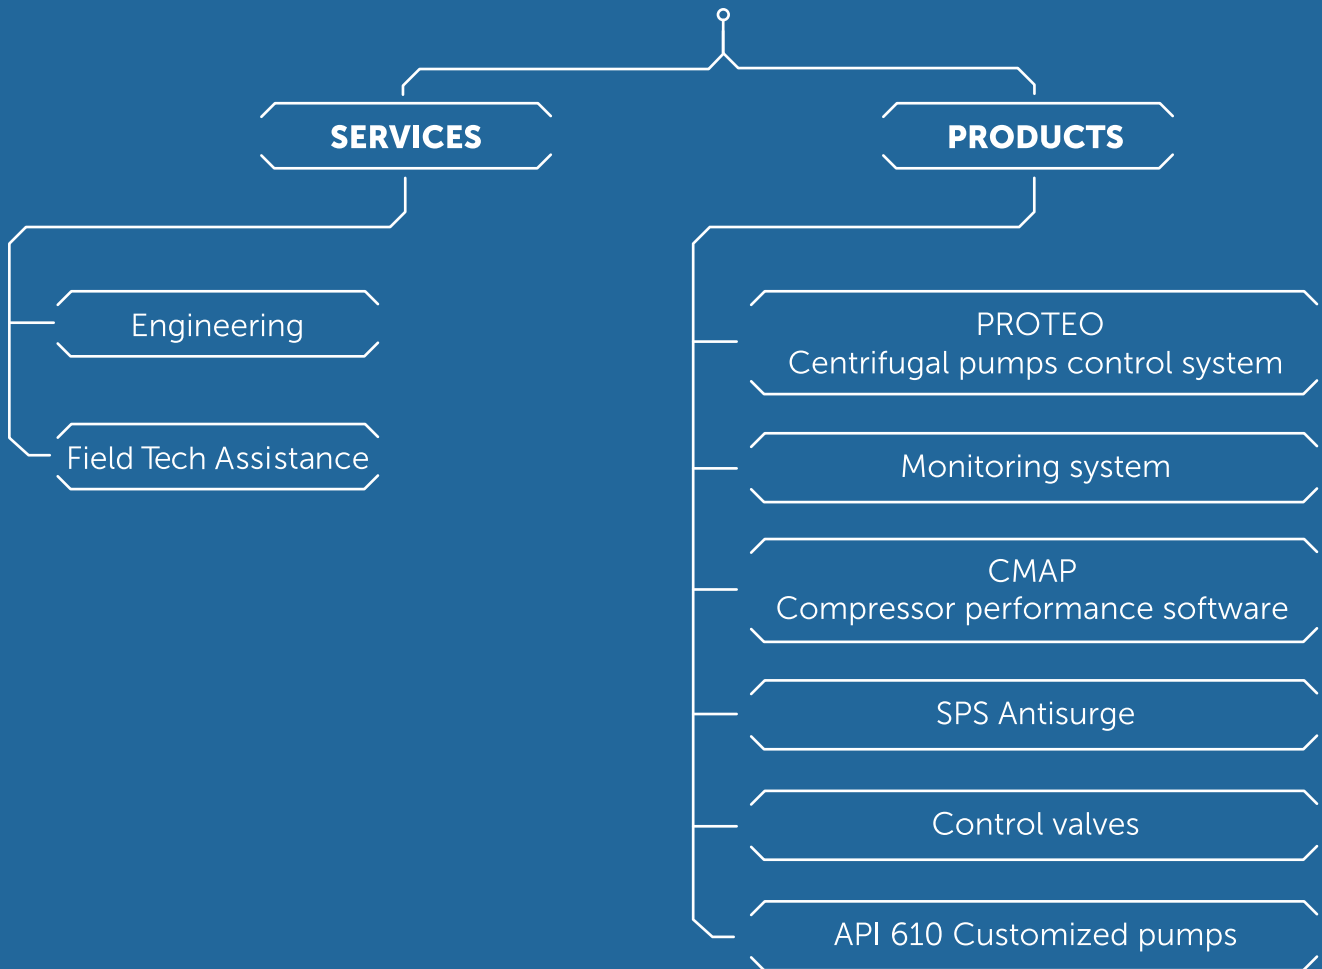 SERVICES
PRODUCTS
Engineering
Field Tech Assistance
PROTEO
Centrifugal pumps control system
Monitoring system
CMAP
Compressor performance software
SPS Antisurge
Control valves
API 610 Customized pumps